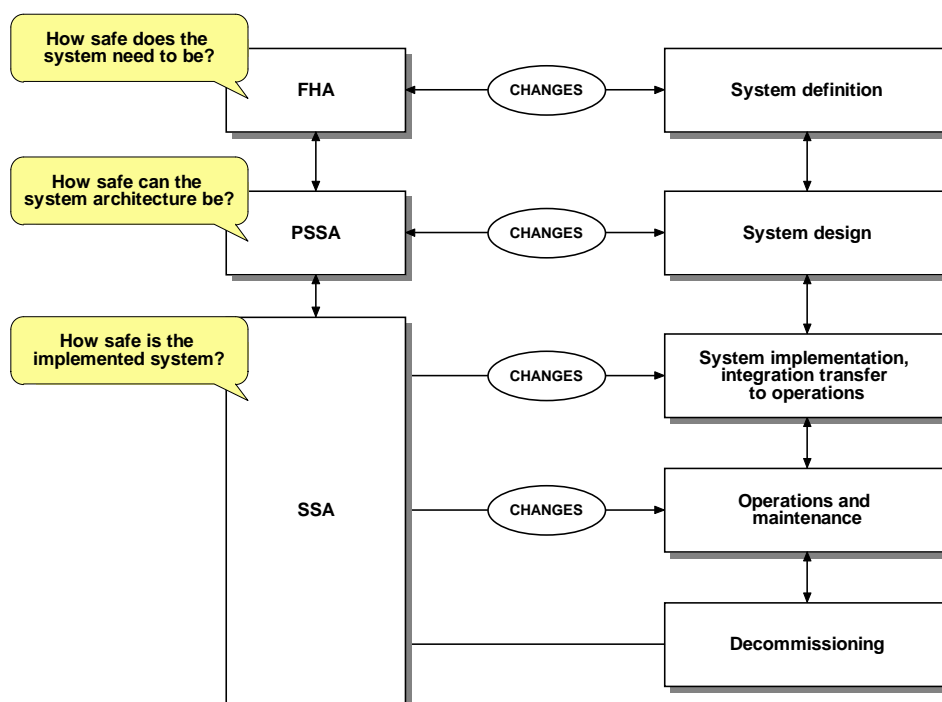 How safe does the
system need to be?
FHA
CHANGES
System definition
How safe can the
system architecture be?
PSSA
CHANGES
System design
How safe is the
implemented system?
CHANGES
System implementation,
integration transfer
to operations
SSA
CHANGES
Operations and
maintenance
Decommissioning